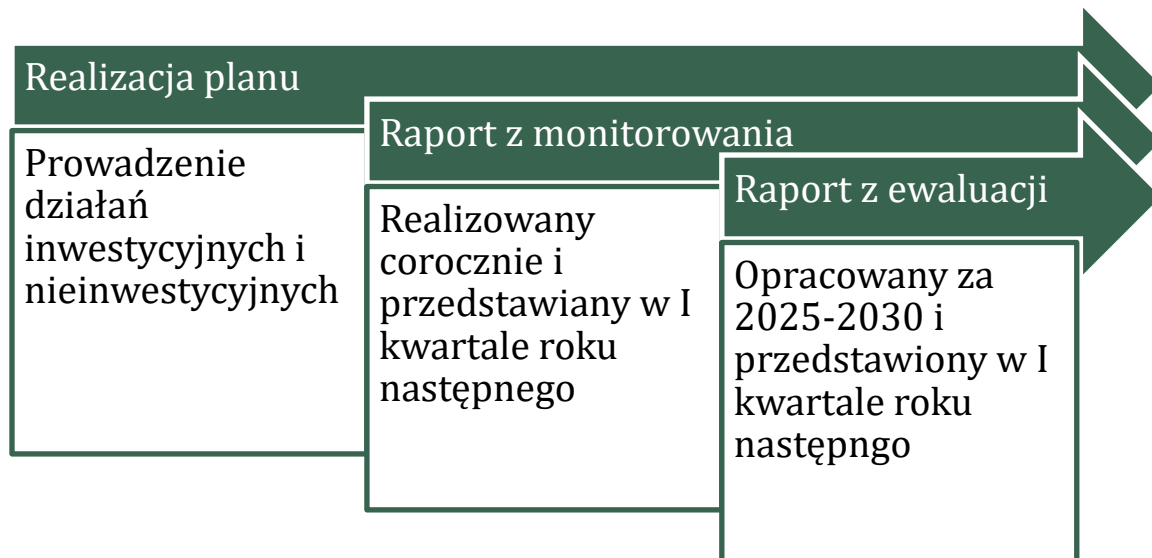 Realizacja planu
Prowadzenie
działań
inwestycyjnych i
nieinwestycyjnych
Raport z monitorowania
Realizowany
corocznie i
przedstawiany w I
kwartale roku
następnego
Raport z ewaluacji
Opracowany za
2025-2030 i
przedstawiony w I
kwartale roku
następngo